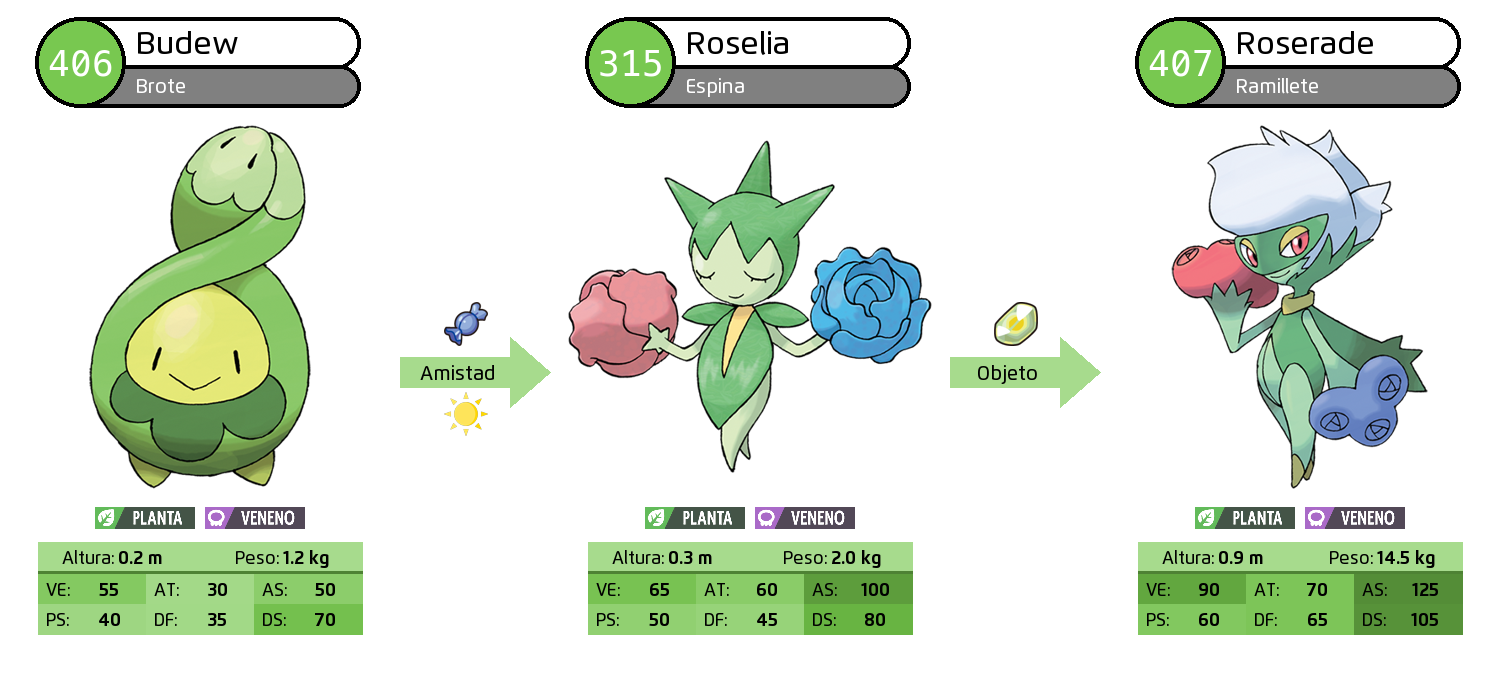 406 Budew
Brote
315 Roselia
Espina
407 Roserade
Ramillete
Amistad
Objeto
PLANTA VENENO
PLANTA VENENO
PLANTA VENENO
Altura: 0.2 m Peso: 1.2 kg
VE: 55 AT: 30 AS: 50
PS: 40 DF: 35 DS: 70
Altura: 0.3 m Peso: 2.0 kg
VE: 65 AT: 60 AS: 100
PS: 50 DF: 45 DS: 80
Altura: 0.9 m Peso: 14.5 kg
VE: 90 AT: 70 AS: 125
PS: 60 DF: 65 DS: 105